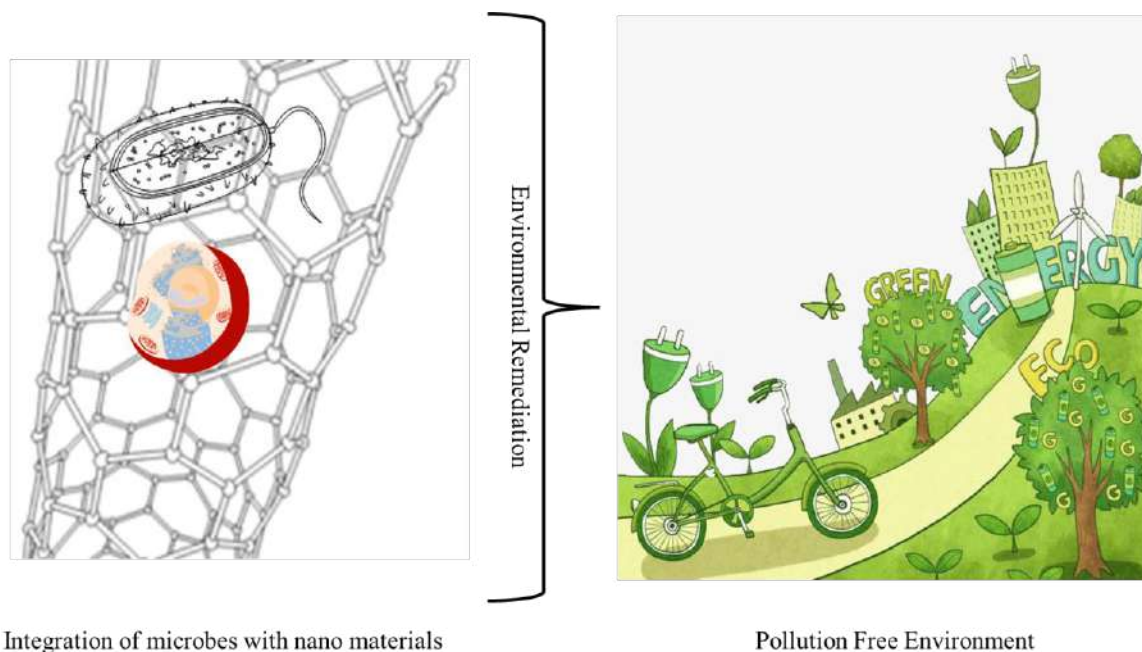 Environmental Remediation
GREEN
ENERGY
ECO
Integration of microbes with nano materials
Pollution Free Environment